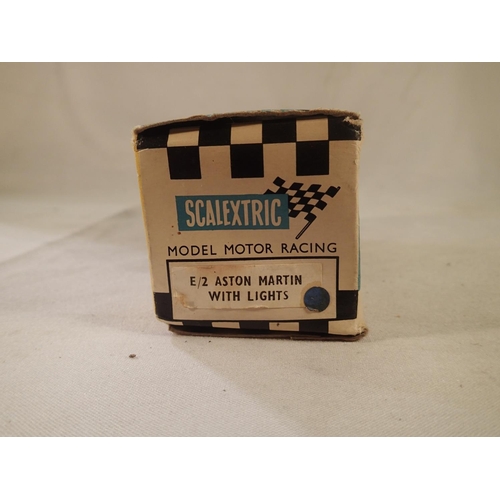 SCALEXTRIC
MODEL MOTOR RACING
E/2 ASTON MARTIN
WITH LIGHTS